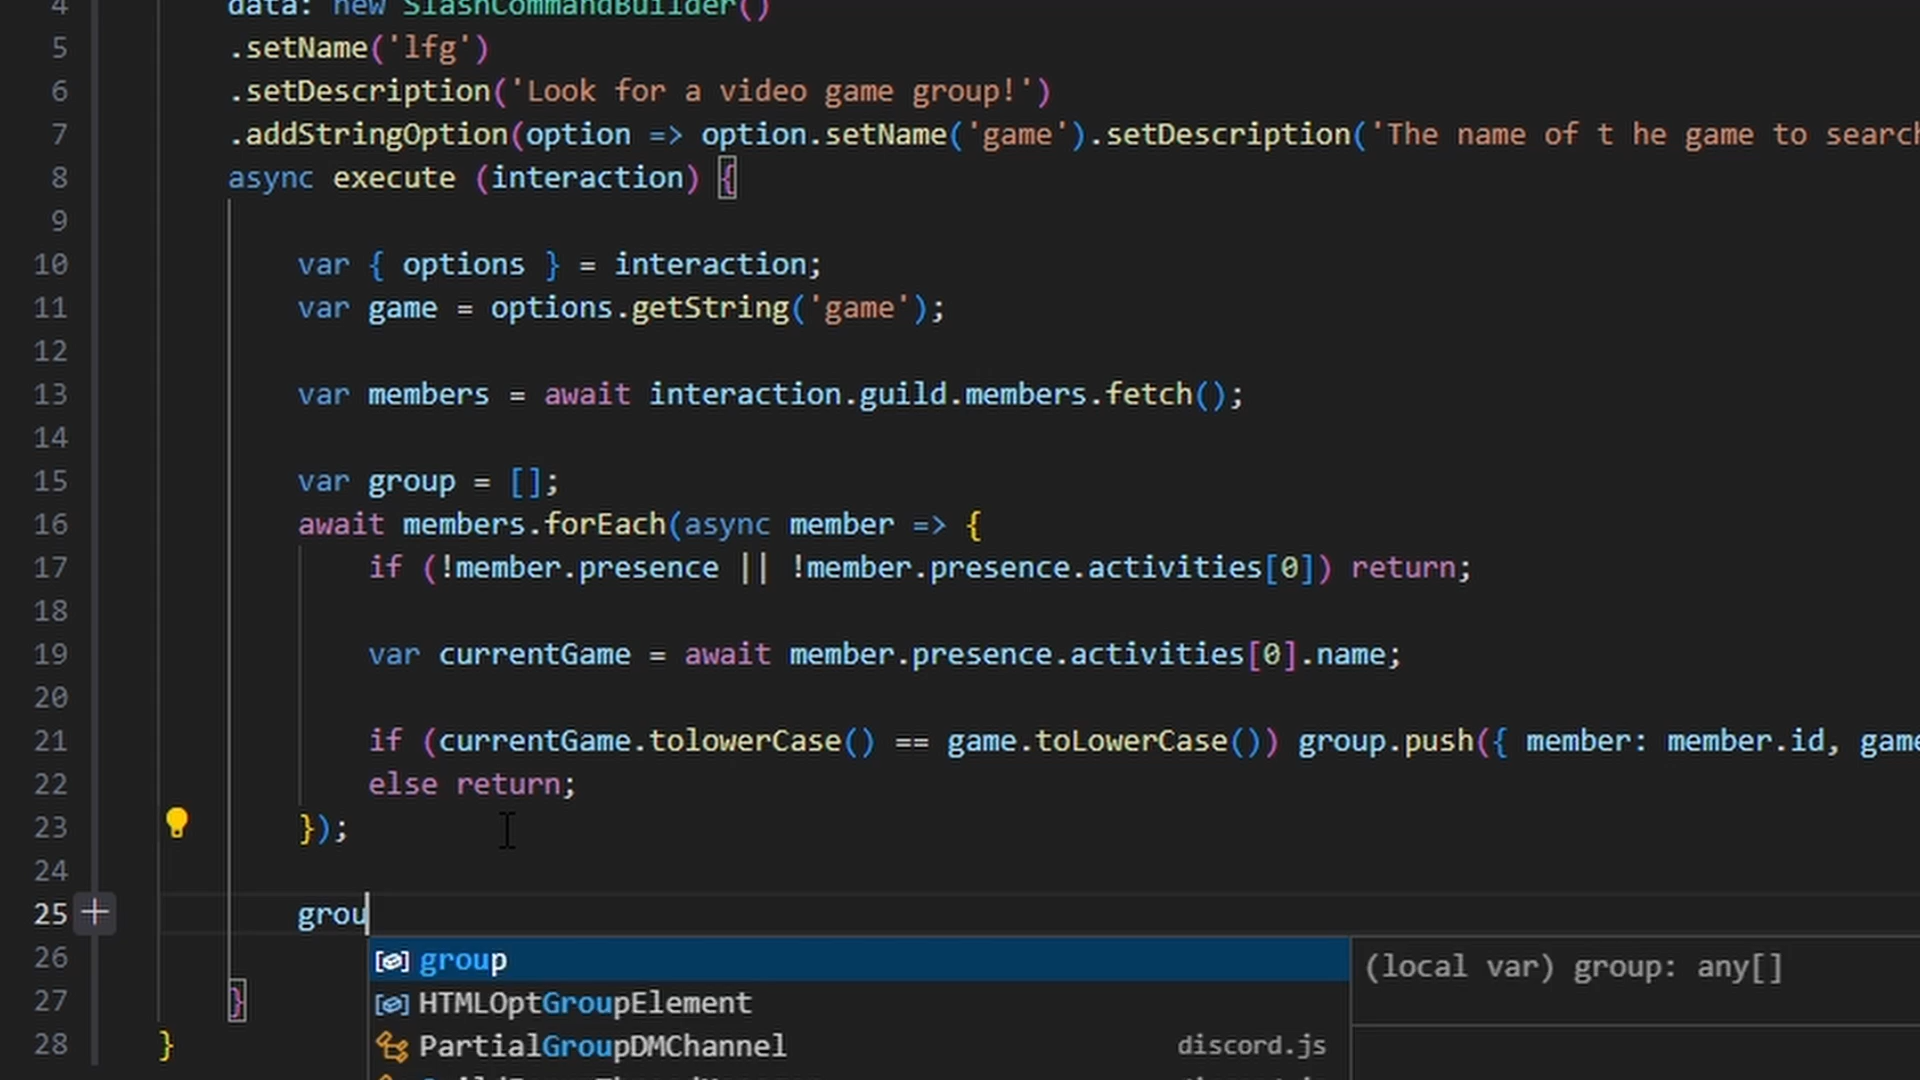 4 data: new SlashCommandBuilder()
5 .setName('lfg')
6 .setDescription('Look for a video game group!')
7 .addStringOption(option => option.setName('game').setDescription('The name of t he game to search
8 async execute (interaction) {
9
10 var { options } = interaction;
11 var game = options.getString('game');
12
13 var members = await interaction.guild.members.fetch();
14
15 var group = [];
16 await members.forEach(async member => {
17 if (!member.presence || !member.presence.activities[0]) return;
18
19 var currentGame = await member.presence.activities[0].name;
20
21 if (currentGame.tolowerCase() == game.toLowerCase()) group.push({ member: member.id, game
22 else return;
23 });
24
25 grou
26 group (local var) group: any[]
27 } HTMLOptGroupElement
28 } PartialGroupDMChannel discord.js